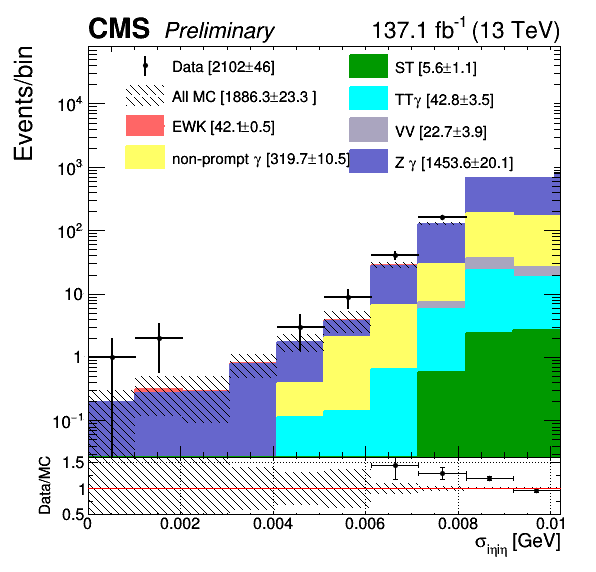 CMS Preliminary 137.1 fb⁻¹ (13 TeV)
Events/bin
Data [2102±46]
All MC [1886.3±23.3 ]
EWK [42.1±0.5]
non-prompt γ [319.7±10.5]
ST [5.6±1.1]
TTγ [42.8±3.5]
VV [22.7±3.9]
Z γ [1453.6±20.1]
10⁴
10³
10²
10
1
10⁻¹
Data/MC
1.5
1
0.5
0 0.002 0.004 0.006 0.008 0.01
σiηiη [GeV]